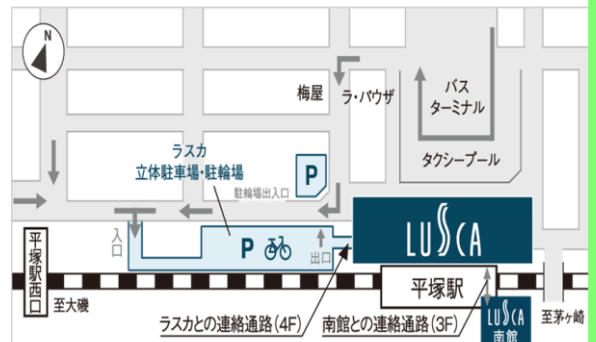 N
梅屋
ラ・パウザ
バス
ターミナル
タクシープール
ラスカ
立体駐車場・駐輪場
P
駐輪場出入口
入口
P
出口
LUSCA
平塚駅西口
平塚駅
至大磯
ラスカとの連絡通路(4F)
南館との連絡通路(3F)
LUSCA
南館
至茅ヶ崎